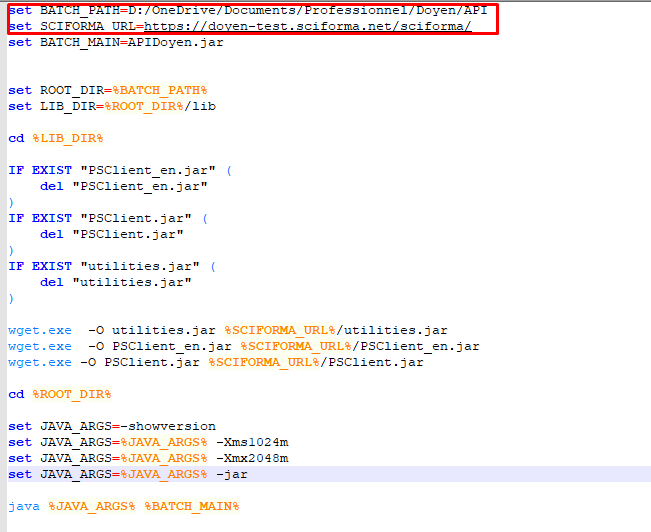 set BATCH_PATH=D:/OneDrive/Documents/Professionnel/Doyen/API
set SCIFORMA_URL=https://doyen-test.sciforma.net/sciforma/
set BATCH_MAIN=APIDoyen.jar
set ROOT_DIR=%BATCH_PATH%
set LIB_DIR=%ROOT_DIR%/lib
cd %LIB_DIR%
IF EXIST "PSClient_en.jar" (
del "PSClient_en.jar"
)
IF EXIST "PSClient.jar" (
del "PSClient.jar"
)
IF EXIST "utilities.jar" (
del "utilities.jar"
)
wget.exe  -O utilities.jar %SCIFORMA_URL%/utilities.jar
wget.exe  -O PSClient_en.jar %SCIFORMA_URL%/PSClient_en.jar
wget.exe -O PSClient.jar %SCIFORMA_URL%/PSClient.jar
cd %ROOT_DIR%
set JAVA_ARGS=-showversion
set JAVA_ARGS=%JAVA_ARGS% -Xms1024m
set JAVA_ARGS=%JAVA_ARGS% -Xmx2048m
set JAVA_ARGS=%JAVA_ARGS% -jar
java %JAVA_ARGS% %BATCH_MAIN%